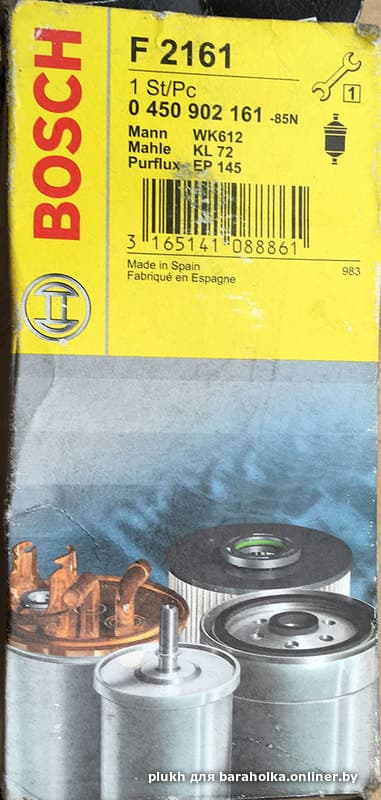 BOSCH
F 2161
1 St/Pc
1
0 450 902 161 -85N
Mann WK612
Mahle KL 72
Purflux EP 145
3 165141 088861
Made in Spain
Fabriqué en Espagne
983
plukh для baraholka.onliner.by